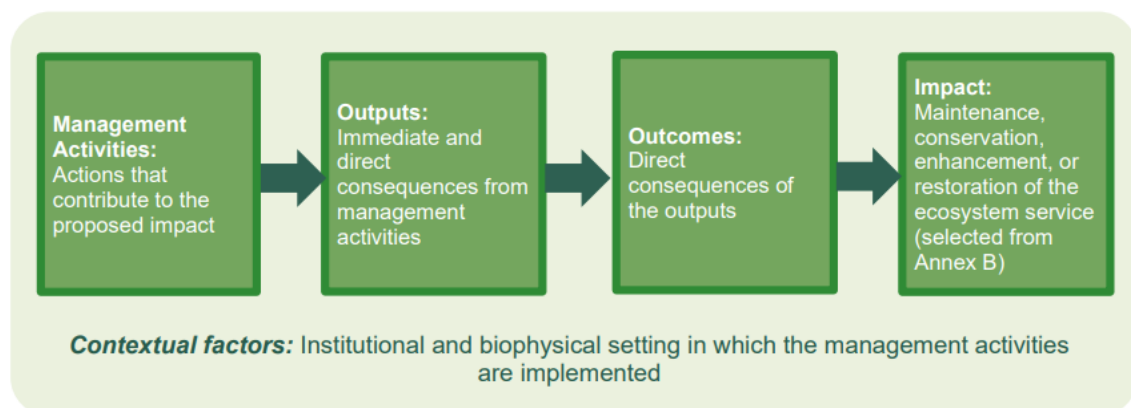 Management
Activities:
Actions that
contribute to the
proposed impact
Outputs:
Immediate and
direct
consequences from
management
activities
Outcomes:
Direct
consequences of
the outputs
Impact:
Maintenance,
conservation,
enhancement, or
restoration of the
ecosystem service
(selected from
Annex B)
Contextual factors: Institutional and biophysical setting in which the management activities
are implemented